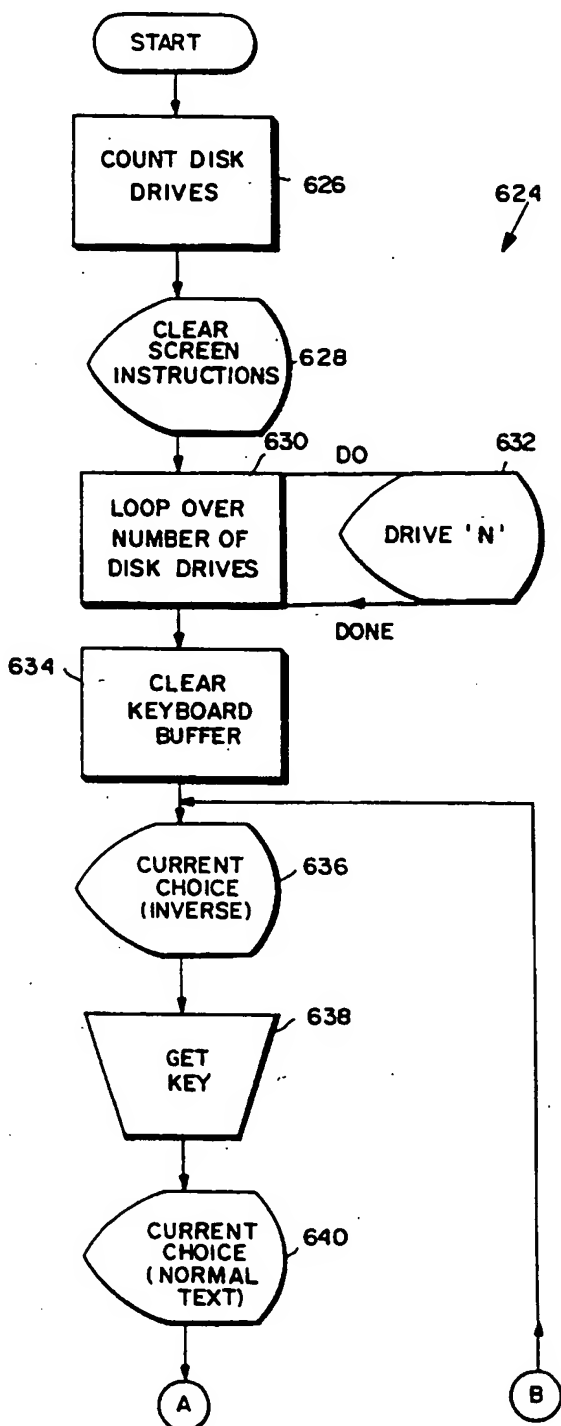 START
COUNT DISK
DRIVES
626
624
CLEAR
SCREEN
INSTRUCTIONS
628
630
DO
632
LOOP OVER
NUMBER OF
DISK DRIVES
DRIVE 'N'
DONE
634
CLEAR
KEYBOARD
BUFFER
CURRENT
CHOICE
(INVERSE)
636
638
GET
KEY
CURRENT
CHOICE
(NORMAL
TEXT)
640
A
B